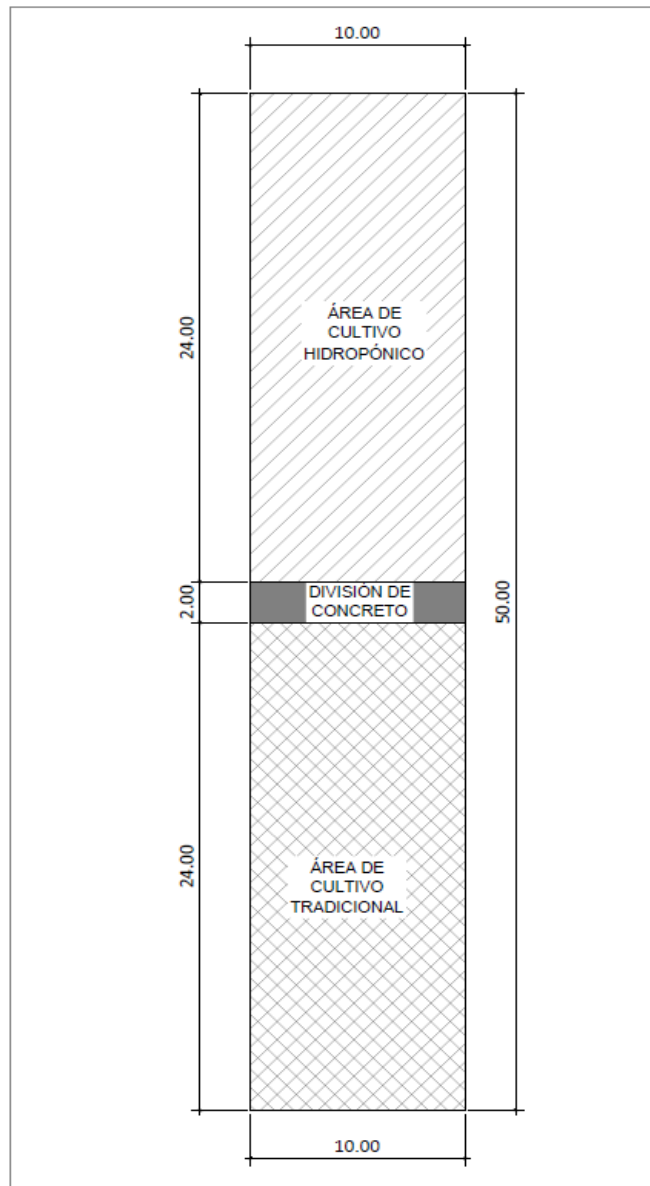 10.00
24.00
ÁREA DE
CULTIVO
HIDROPÓNICO
2.00
DIVISIÓN DE
CONCRETO
50.00
24.00
ÁREA DE
CULTIVO
TRADICIONAL
10.00